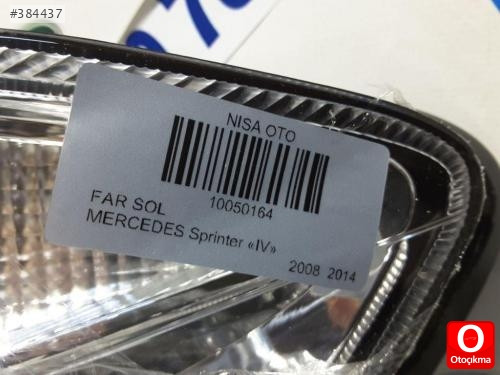 #384437
NISA OTO
10050164
FAR SOL
MERCEDES Sprinter «IV»
2008 2014
Otoçıkma